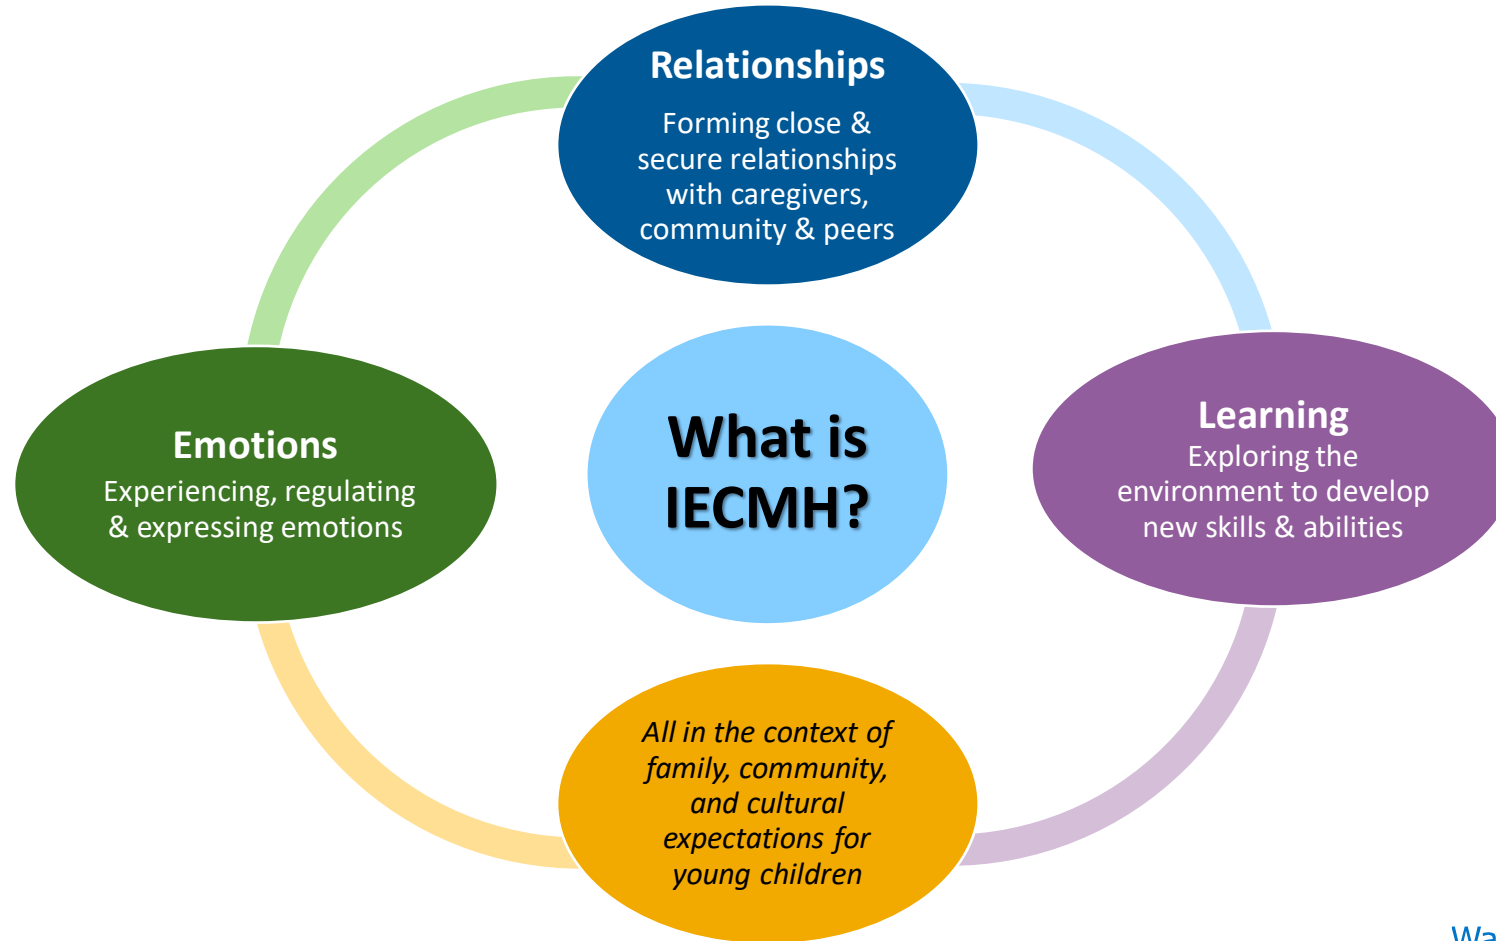 Relationships
Forming close &
secure relationships
with caregivers,
community & peers
Emotions
Experiencing, regulating
& expressing emotions
What is
IECMH?
Learning
Exploring the
environment to develop
new skills & abilities
All in the context of
family, community,
and cultural
expectations for
young children